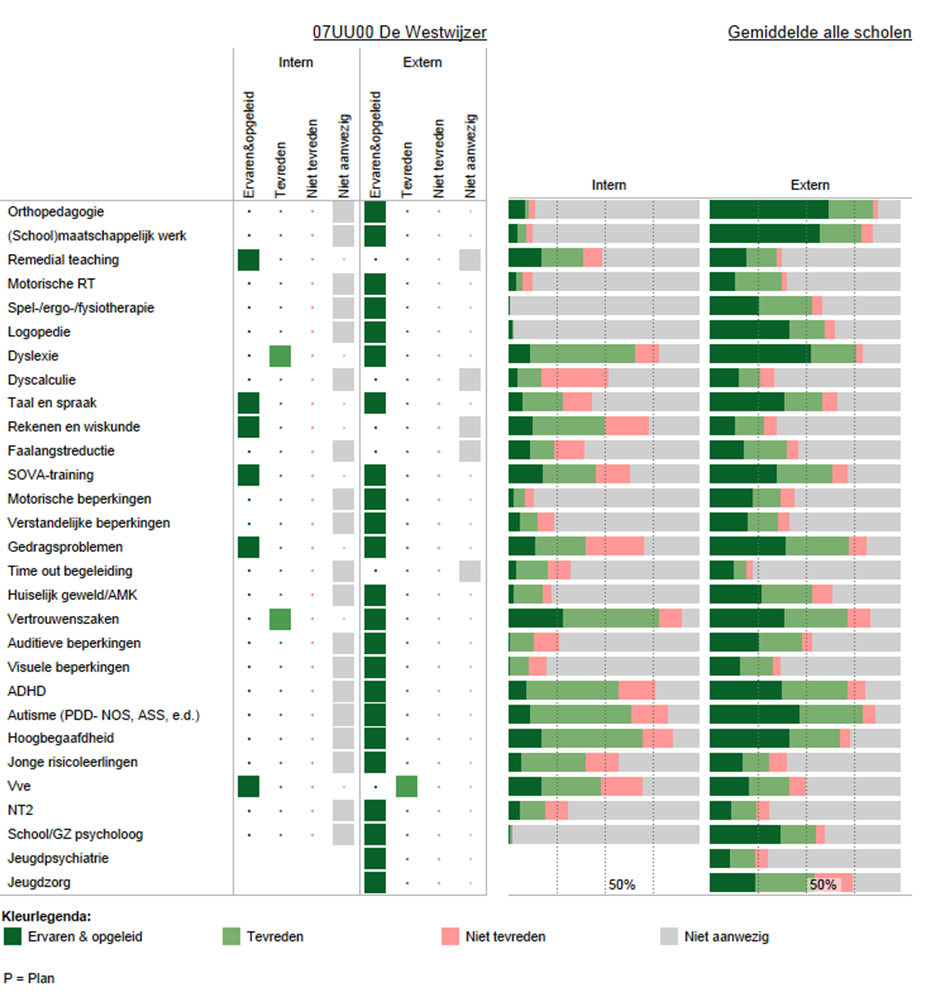 07UU00 De Westwijzer
Gemiddelde alle scholen
Intern
Extern
Ervaren&opgeleid
Tevreden
Niet tevreden
Niet aanwezig
Ervaren&opgeleid
Tevreden
Niet tevreden
Niet aanwezig
Intern
Extern
Orthopedagogie
(School)maatschappelijk werk
Remedial teaching
Motorische RT
Spel-/ergo-/fysiotherapie
Logopedie
Dyslexie
Dyscalculie
Taal en spraak
Rekenen en wiskunde
Faalangstreductie
SOVA-training
Motorische beperkingen
Verstandelijke beperkingen
Gedragsproblemen
Time out begeleiding
Huiselijk geweld/AMK
Vertrouwenszaken
Auditieve beperkingen
Visuele beperkingen
ADHD
Autisme (PDD- NOS, ASS, e.d.)
Hoogbegaafdheid
Jonge risicoleerlingen
Vve
NT2
School/GZ psycholoog
Jeugdpsychiatrie
Jeugdzorg
50%
50%
Kleurlegenda:
Ervaren & opgeleid
Tevreden
Niet tevreden
Niet aanwezig
P = Plan